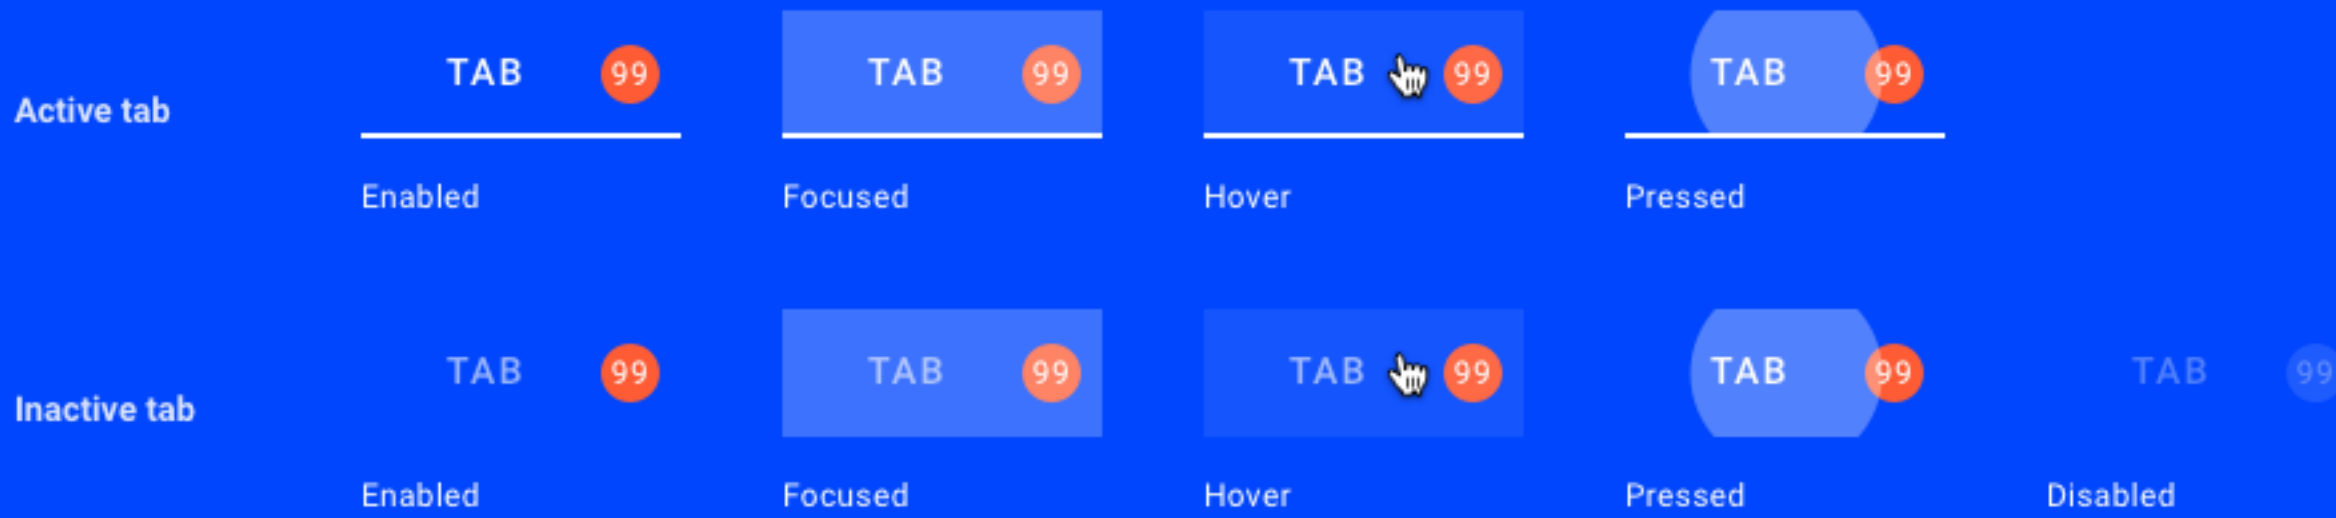 TAB 99 TAB 99 TAB 99 TAB 99
Active tab
Enabled Focused Hover Pressed
TAB 99 TAB 99 TAB 99 TAB 99 TAB 99
Inactive tab
Enabled Focused Hover Pressed Disabled